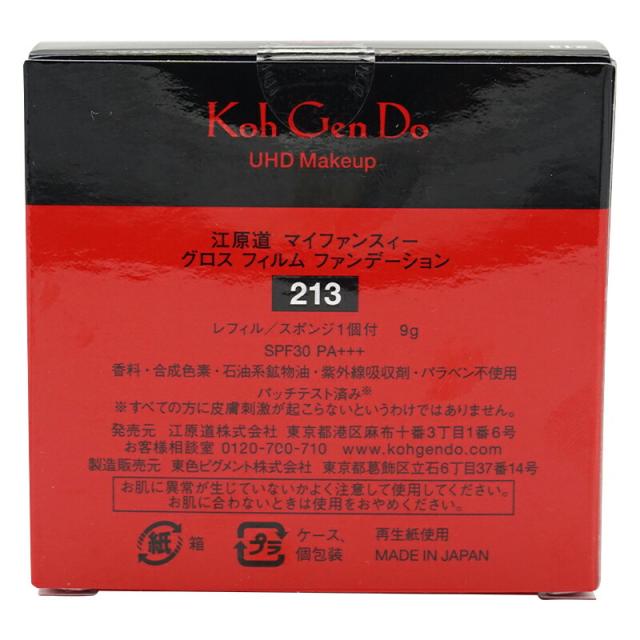 Koh Gen Do
UHD Makeup
江原道 マイファンスィー
グロス フィルム ファンデーション
213
レフィル／スポンジ1個付 9g
SPF30 PA+++
香料・合成色素・石油系鉱物油・紫外線吸収剤・パラベン不使用
パッチテスト済み※
※すべての方に皮膚刺激が起こらないというわけではありません。
発売元 江原道株式会社 東京都港区麻布十番3丁目1番6号
お客様相談室 0120-700-710 www.kohgendo.com
製造販売元 東色ピグメント株式会社 東京都葛飾区立石6丁目37番14号
お肌に異常が生じていないかよく注意して使用してください。
お肌に合わないときは使用をおやめください。
紙 箱 プラ ケース、 再生紙使用
個包装 MADE IN JAPAN